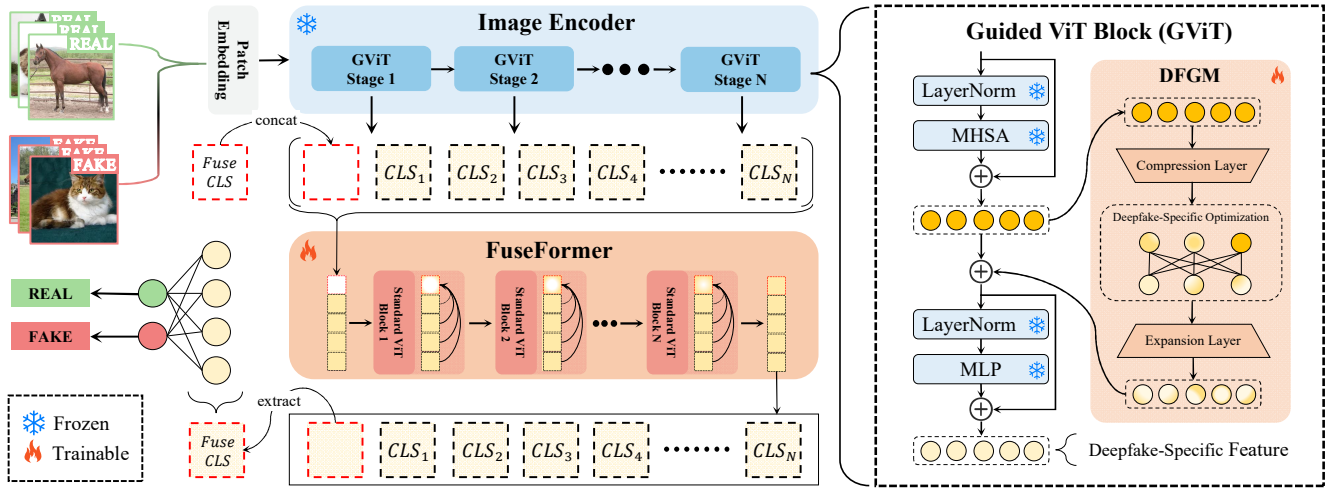 REAL
REAL
REAL
FAKE
FAKE
FAKE
Patch
Embedding
Image Encoder
GViT
Stage 1
GViT
Stage 2
GViT
Stage N
concat
Fuse
CLS
CLS1
CLS2
CLS3
CLS4
CLSN
FuseFormer
Standard ViT
Block 1
Standard ViT
Block 2
Standard ViT
Block N
REAL
FAKE
Frozen
Trainable
Fuse
CLS
extract
CLS1
CLS2
CLS3
CLS4
CLSN
Guided ViT Block (GViT)
LayerNorm
MHSA
LayerNorm
MLP
DFGM
Compression Layer
Deepfake-Specific Optimization
Expansion Layer
Deepfake-Specific Feature